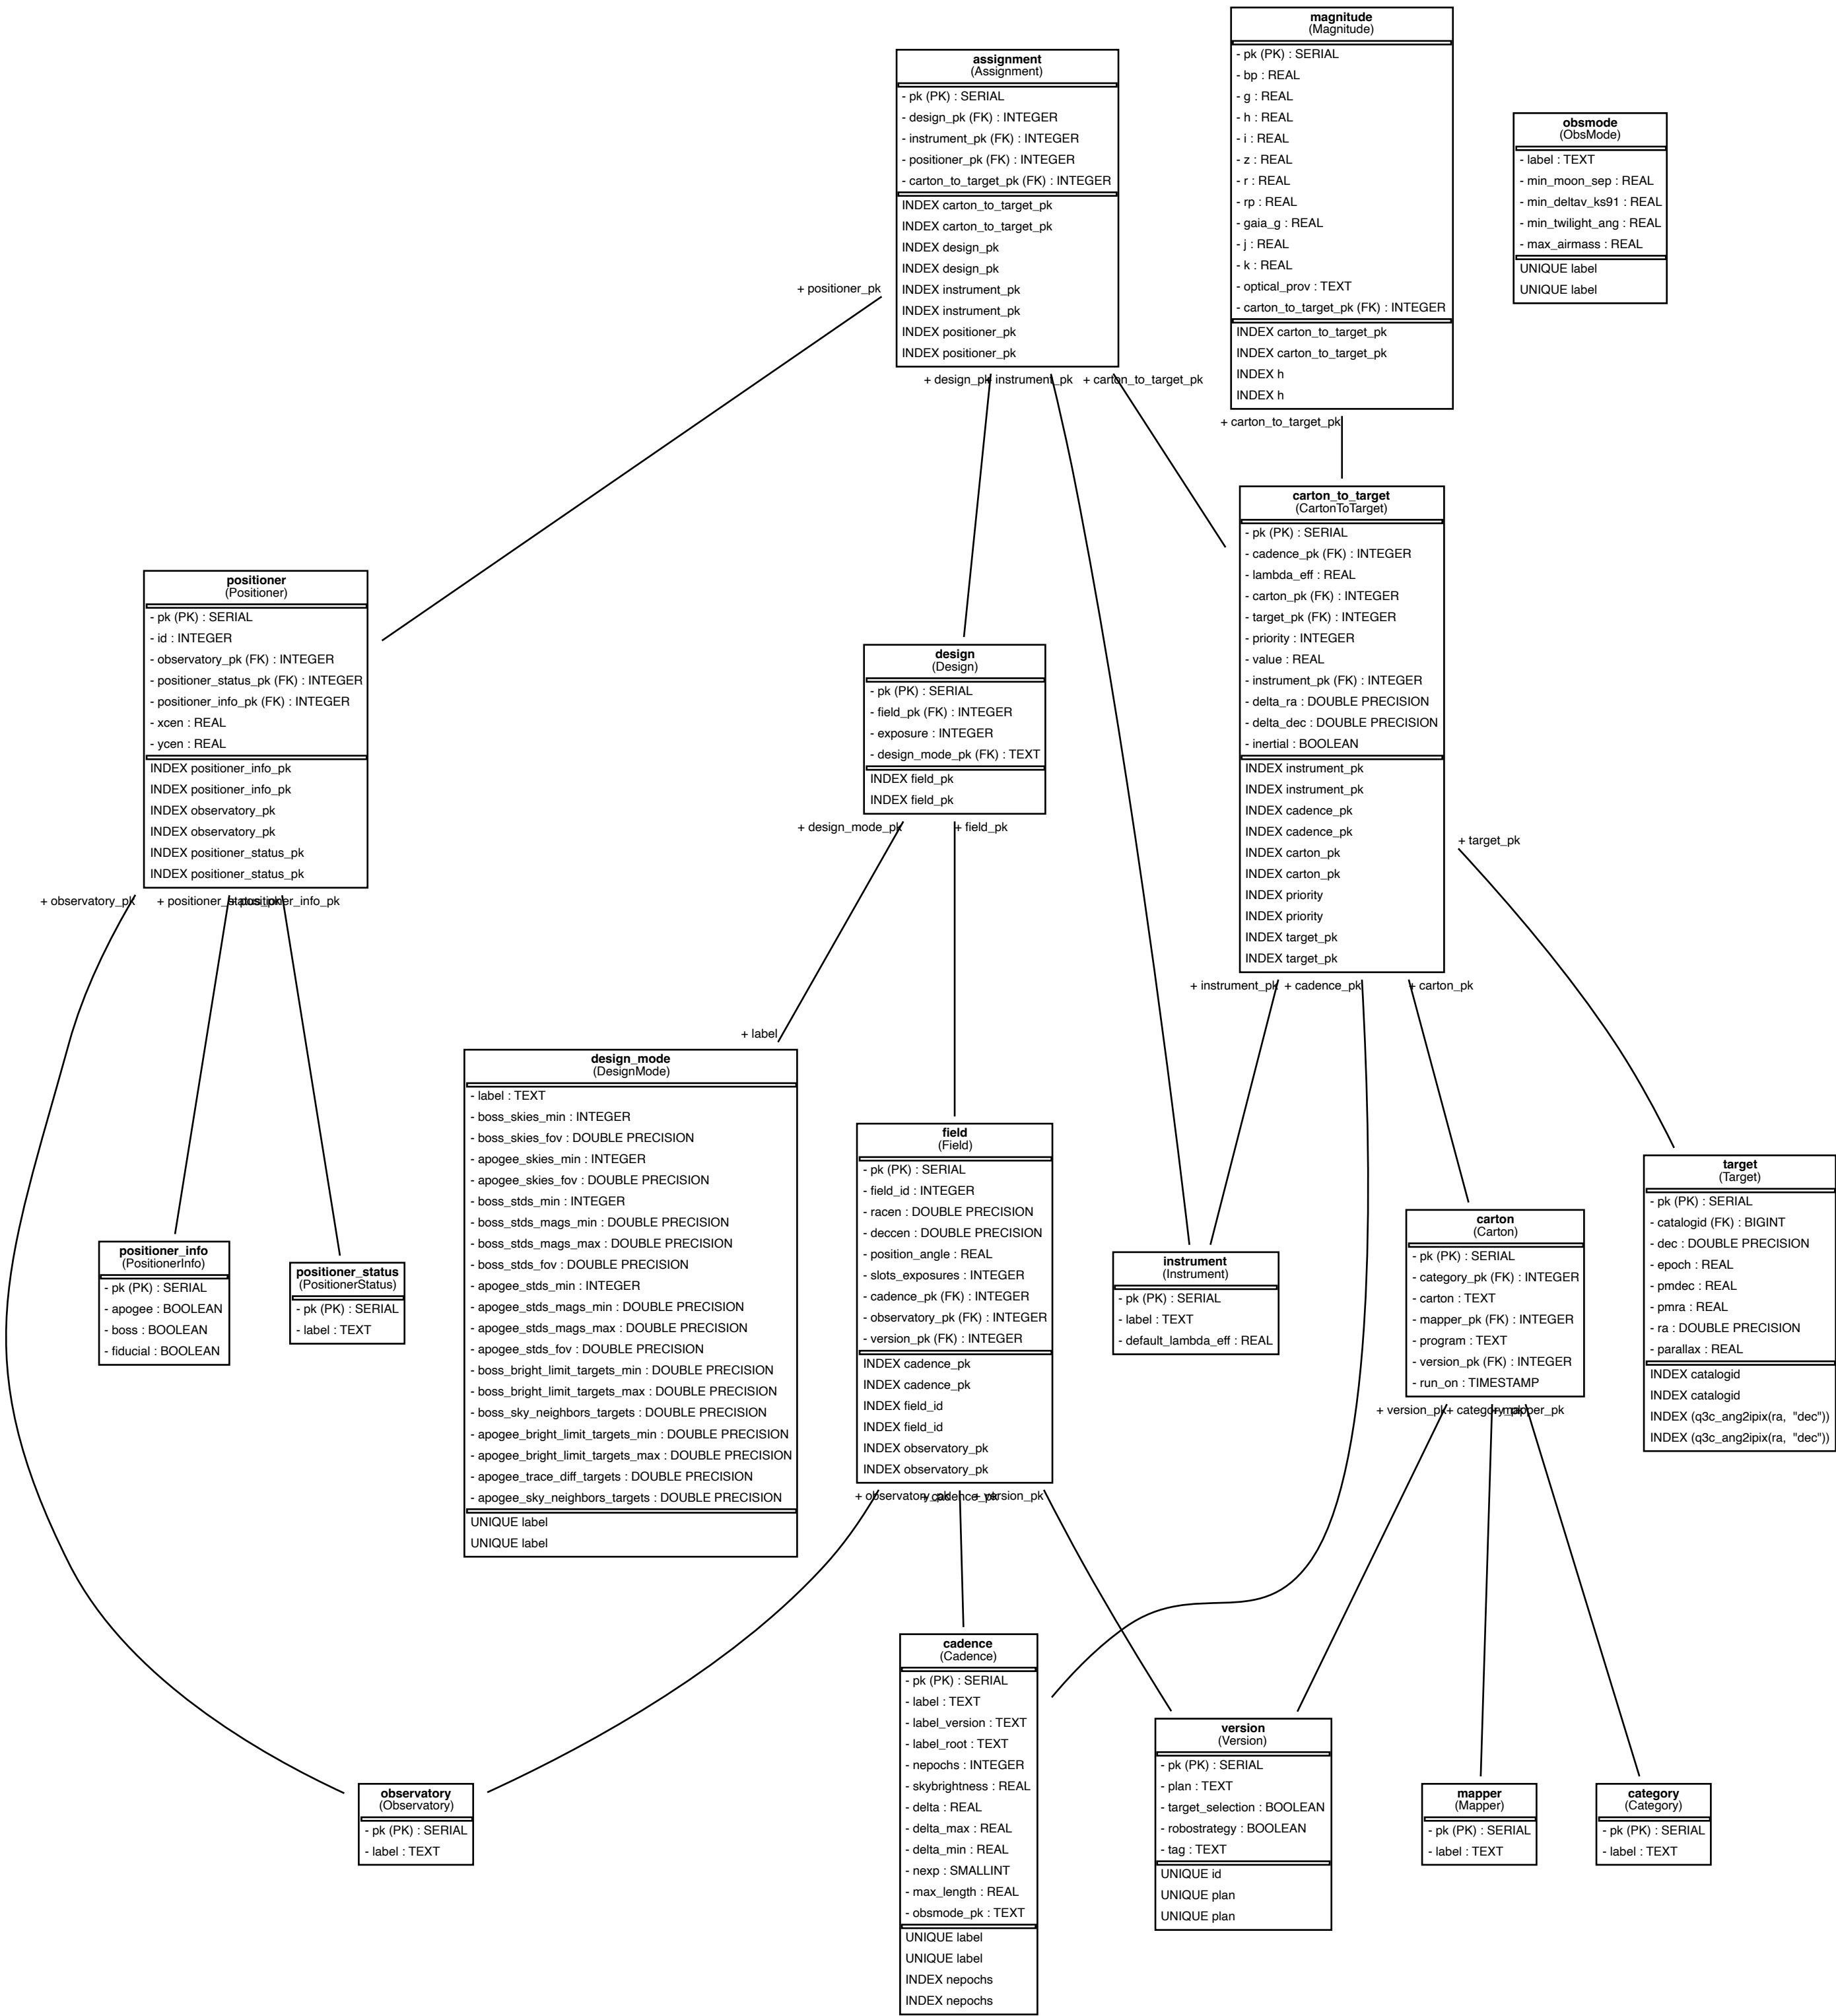 magnitude
(Magnitude)
- pk (PK) : SERIAL
- bp : REAL
- g : REAL
- h : REAL
- i : REAL
- z : REAL
- r : REAL
- rp : REAL
- gaia_g : REAL
- j : REAL
- k : REAL
- optical_prov : TEXT
- carton_to_target_pk (FK) : INTEGER
INDEX carton_to_target_pk
INDEX carton_to_target_pk
INDEX h
INDEX h
+ carton_to_target_pk
assignment
(Assignment)
- pk (PK) : SERIAL
- design_pk (FK) : INTEGER
- instrument_pk (FK) : INTEGER
- positioner_pk (FK) : INTEGER
- carton_to_target_pk (FK) : INTEGER
INDEX carton_to_target_pk
INDEX carton_to_target_pk
INDEX design_pk
INDEX design_pk
INDEX instrument_pk
INDEX instrument_pk
INDEX positioner_pk
INDEX positioner_pk
+ positioner_pk
+ design_pk
+ instrument_pk
+ carton_to_target_pk
obsmode
(ObsMode)
- label : TEXT
- min_moon_sep : REAL
- min_deltav_ks91 : REAL
- min_twilight_ang : REAL
- max_airmass : REAL
UNIQUE label
UNIQUE label
carton_to_target
(CartonToTarget)
- pk (PK) : SERIAL
- cadence_pk (FK) : INTEGER
- lambda_eff : REAL
- carton_pk (FK) : INTEGER
- target_pk (FK) : INTEGER
- priority : INTEGER
- value : REAL
- instrument_pk (FK) : INTEGER
- delta_ra : DOUBLE PRECISION
- delta_dec : DOUBLE PRECISION
- inertial : BOOLEAN
INDEX instrument_pk
INDEX instrument_pk
INDEX cadence_pk
INDEX cadence_pk
INDEX carton_pk
INDEX carton_pk
INDEX priority
INDEX priority
INDEX target_pk
INDEX target_pk
+ target_pk
+ instrument_pk
+ cadence_pk
+ carton_pk
positioner
(Positioner)
- pk (PK) : SERIAL
- id : INTEGER
- observatory_pk (FK) : INTEGER
- positioner_status_pk (FK) : INTEGER
- positioner_info_pk (FK) : INTEGER
- xcen : REAL
- ycen : REAL
INDEX positioner_info_pk
INDEX positioner_info_pk
INDEX observatory_pk
INDEX observatory_pk
INDEX positioner_status_pk
INDEX positioner_status_pk
+ observatory_pk
+ positioner_status_pk
+ positioner_info_pk
design
(Design)
- pk (PK) : SERIAL
- field_pk (FK) : INTEGER
- exposure : INTEGER
- design_mode_pk (FK) : TEXT
INDEX field_pk
INDEX field_pk
+ design_mode_pk
+ field_pk
+ label
design_mode
(DesignMode)
- label : TEXT
- boss_skies_min : INTEGER
- boss_skies_fov : DOUBLE PRECISION
- apogee_skies_min : INTEGER
- apogee_skies_fov : DOUBLE PRECISION
- boss_stds_min : INTEGER
- boss_stds_mags_min : DOUBLE PRECISION
- boss_stds_mags_max : DOUBLE PRECISION
- boss_stds_fov : DOUBLE PRECISION
- apogee_stds_min : INTEGER
- apogee_stds_mags_min : DOUBLE PRECISION
- apogee_stds_mags_max : DOUBLE PRECISION
- apogee_stds_fov : DOUBLE PRECISION
- boss_bright_limit_targets_min : DOUBLE PRECISION
- boss_bright_limit_targets_max : DOUBLE PRECISION
- boss_sky_neighbors_targets : DOUBLE PRECISION
- apogee_bright_limit_targets_min : DOUBLE PRECISION
- apogee_bright_limit_targets_max : DOUBLE PRECISION
- apogee_trace_diff_targets : DOUBLE PRECISION
- apogee_sky_neighbors_targets : DOUBLE PRECISION
UNIQUE label
UNIQUE label
field
(Field)
- pk (PK) : SERIAL
- field_id : INTEGER
- racen : DOUBLE PRECISION
- deccen : DOUBLE PRECISION
- position_angle : REAL
- slots_exposures : INTEGER
- cadence_pk (FK) : INTEGER
- observatory_pk (FK) : INTEGER
- version_pk (FK) : INTEGER
INDEX cadence_pk
INDEX cadence_pk
INDEX field_id
INDEX field_id
INDEX observatory_pk
INDEX observatory_pk
+ observatory_pk
+ cadence_pk
+ version_pk
instrument
(Instrument)
- pk (PK) : SERIAL
- label : TEXT
- default_lambda_eff : REAL
target
(Target)
- pk (PK) : SERIAL
- catalogid (FK) : BIGINT
- dec : DOUBLE PRECISION
- epoch : REAL
- pmdec : REAL
- pmra : REAL
- ra : DOUBLE PRECISION
- parallax : REAL
INDEX catalogid
INDEX catalogid
INDEX (q3c_ang2ipix(ra, "dec"))
INDEX (q3c_ang2ipix(ra, "dec"))
carton
(Carton)
- pk (PK) : SERIAL
- category_pk (FK) : INTEGER
- carton : TEXT
- mapper_pk (FK) : INTEGER
- program : TEXT
- version_pk (FK) : INTEGER
- run_on : TIMESTAMP
+ version_pk
+ category_pk
+ mapper_pk
positioner_info
(PositionerInfo)
- pk (PK) : SERIAL
- apogee : BOOLEAN
- boss : BOOLEAN
- fiducial : BOOLEAN
positioner_status
(PositionerStatus)
- pk (PK) : SERIAL
- label : TEXT
cadence
(Cadence)
- pk (PK) : SERIAL
- label : TEXT
- label_version : TEXT
- label_root : TEXT
- nepochs : INTEGER
- skybrightness : REAL
- delta : REAL
- delta_max : REAL
- delta_min : REAL
- nexp : SMALLINT
- max_length : REAL
- obsmode_pk : TEXT
UNIQUE label
UNIQUE label
INDEX nepochs
INDEX nepochs
version
(Version)
- pk (PK) : SERIAL
- plan : TEXT
- target_selection : BOOLEAN
- robostrategy : BOOLEAN
- tag : TEXT
UNIQUE id
UNIQUE plan
UNIQUE plan
observatory
(Observatory)
- pk (PK) : SERIAL
- label : TEXT
mapper
(Mapper)
- pk (PK) : SERIAL
- label : TEXT
category
(Category)
- pk (PK) : SERIAL
- label : TEXT